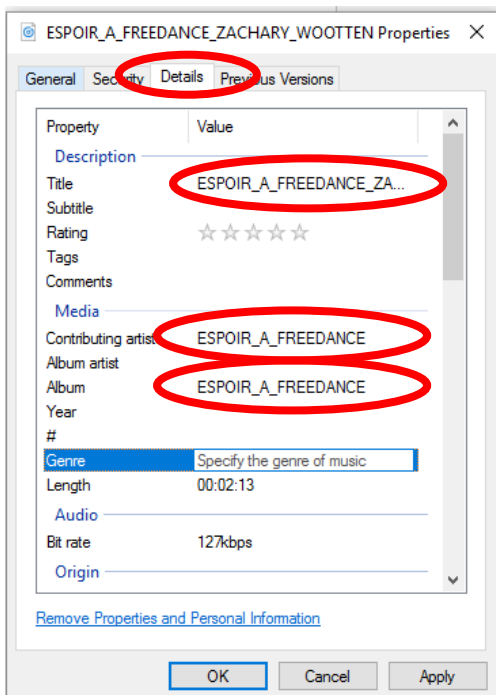 ESPOIR_A_FREEDANCE_ZACHARY_WOOTTEN Properties
General Security Details Previous Versions
Property Value
Description
Title ESPOIR_A_FREEDANCE_ZA...
Subtitle
Rating
Tags
Comments
Media
Contributing artist ESPOIR_A_FREEDANCE
Album artist
Album ESPOIR_A_FREEDANCE
Year
#
Genre Specify the genre of music
Length 00:02:13
Audio
Bit rate 127kbps
Origin
Remove Properties and Personal Information
OK Cancel Apply